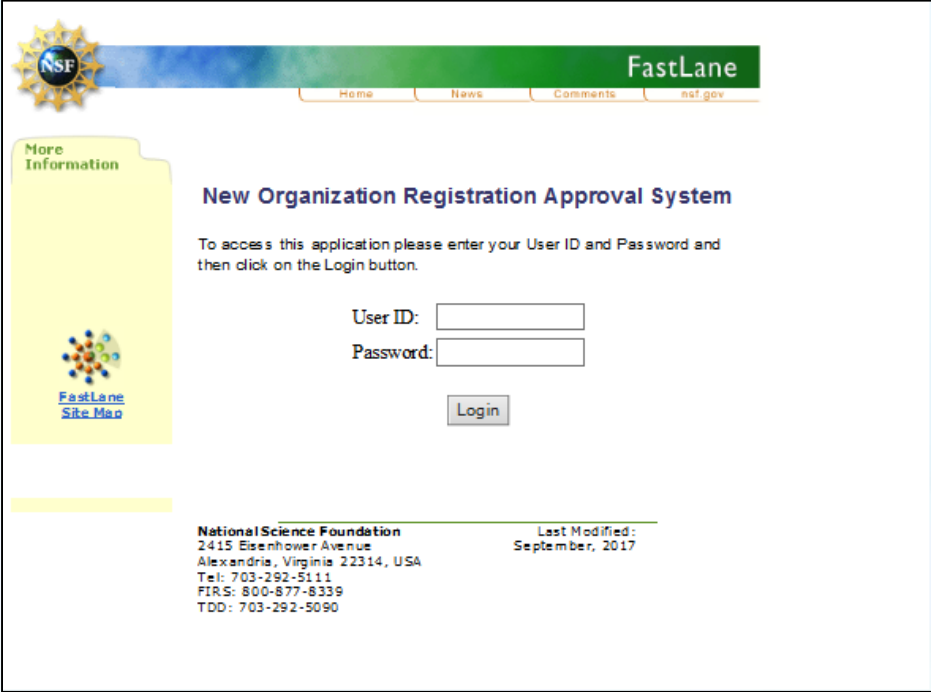 NSF
FastLane
Home News Comments nsf.gov
More
Information
New Organization Registration Approval System
To access this application please enter your User ID and Password and
then click on the Login button.
User ID:
Password:
Login
FastLane
Site Map
National Science Foundation
2415 Eisenhower Avenue
Alexandria, Virginia 22314, USA
Tel: 703-292-5111
FIRS: 800-877-8339
TDD: 703-292-5090
Last Modified:
September, 2017